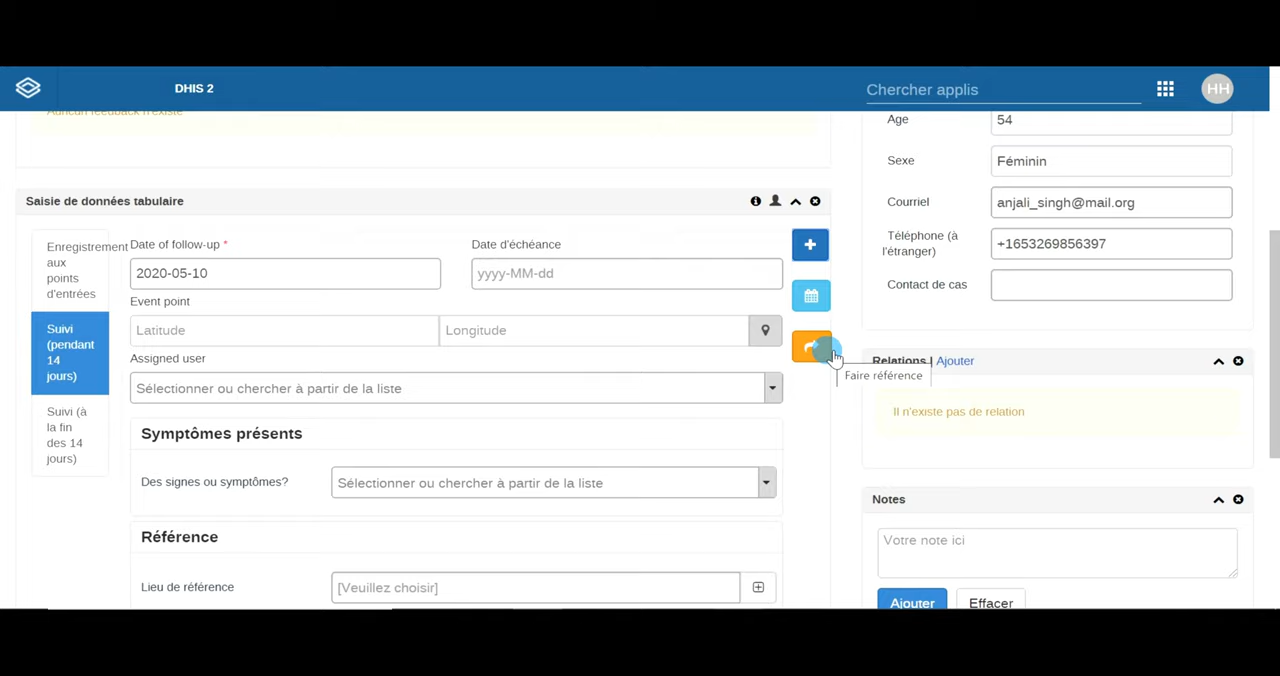 DHIS 2
Chercher applis
HH
Aucun feedback n'existe
Saisie de données tabulaire
Enregistrement
aux
points
d'entrées
Suivi
(pendant
14
jours)
Suivi (à
la fin
des 14
jours)
Date of follow-up *
Date d'échéance
2020-05-10
yyyy-MM-dd
Event point
Latitude
Longitude
Assigned user
Sélectionner ou chercher à partir de la liste
Symptômes présents
Des signes ou symptômes?
Sélectionner ou chercher à partir de la liste
Référence
Lieu de référence
[Veuillez choisir]
Faire référence
Age
54
Sexe
Féminin
Courriel
anjali_singh@mail.org
Téléphone (à
l'étranger)
+1653269856397
Contact de cas
Relations | Ajouter
Il n'existe pas de relation
Notes
Votre note ici
Ajouter
Effacer